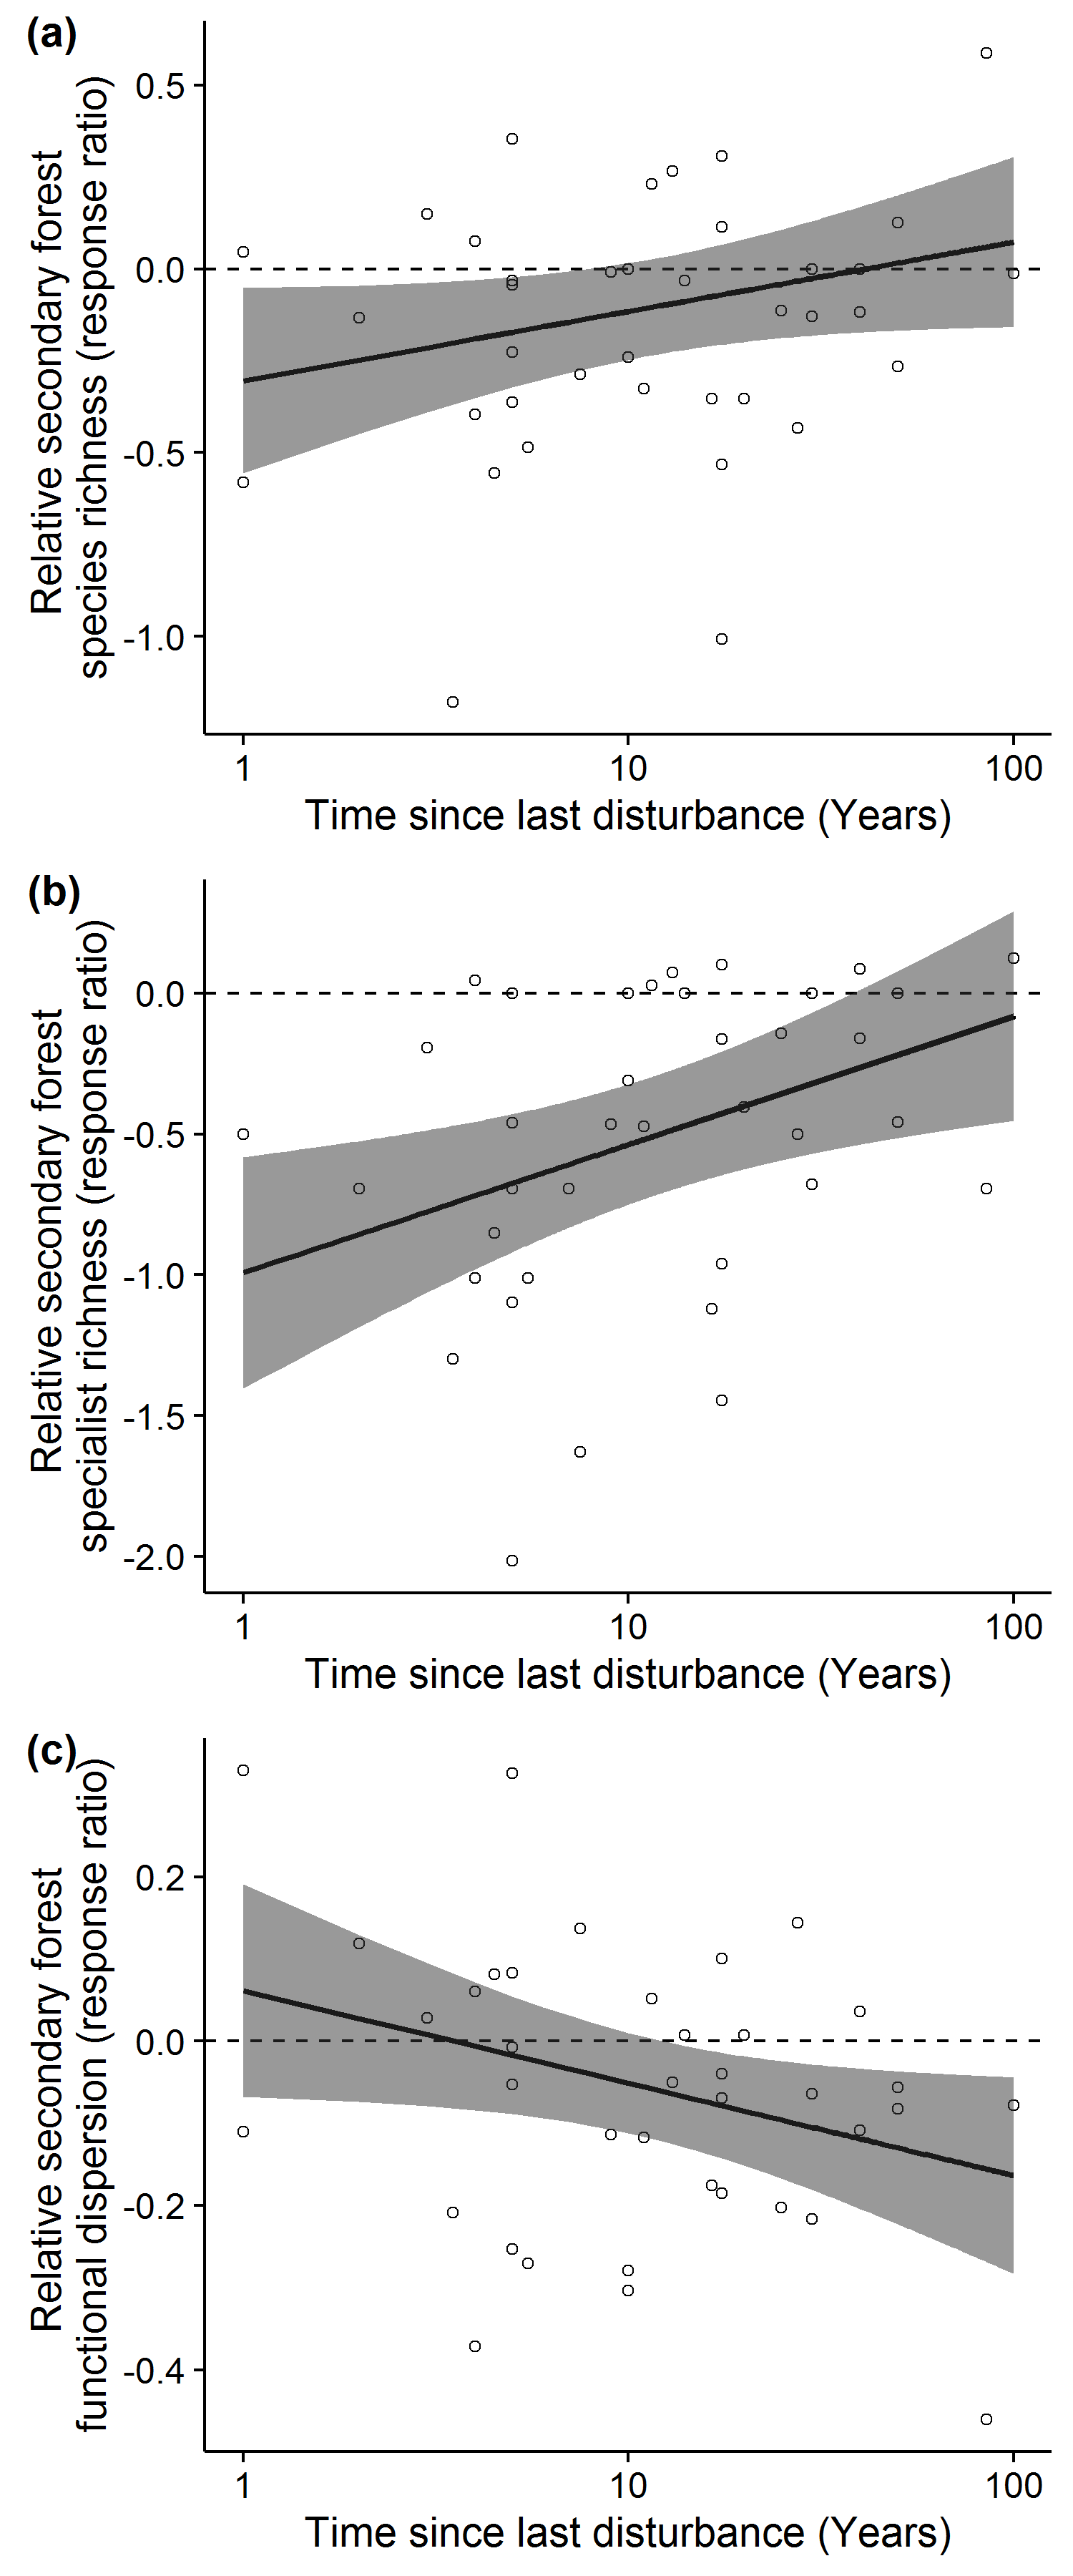 (a)
Relative secondary forest
species richness (response ratio)
0.5
0.0
-0.5
-1.0
1 10 100
Time since last disturbance (Years)
(b)
Relative secondary forest
specialist richness (response ratio)
0.0
-0.5
-1.0
-1.5
-2.0
1 10 100
Time since last disturbance (Years)
(c)
Relative secondary forest
functional dispersion (response ratio)
0.2
0.0
-0.2
-0.4
1 10 100
Time since last disturbance (Years)